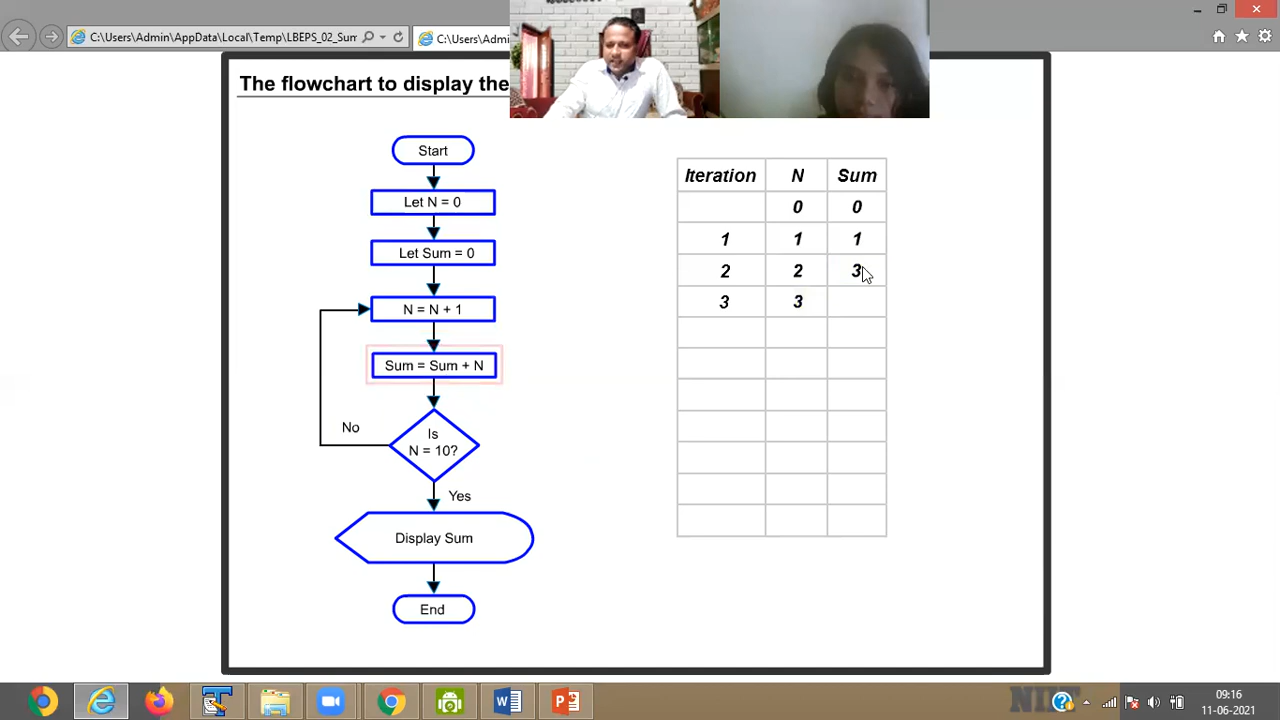 C:\Users\Admin\AppData\Local\Temp\LBEPS_02_Sum
C:\Users\Admi
The flowchart to display the
Start
Let N = 0
Let Sum = 0
N = N + 1
Sum = Sum + N
No
Is
N = 10?
Yes
Display Sum
End
Iteration N Sum
0 0
1 1 1
2 2 3
3 3
09:16
11-06-2021